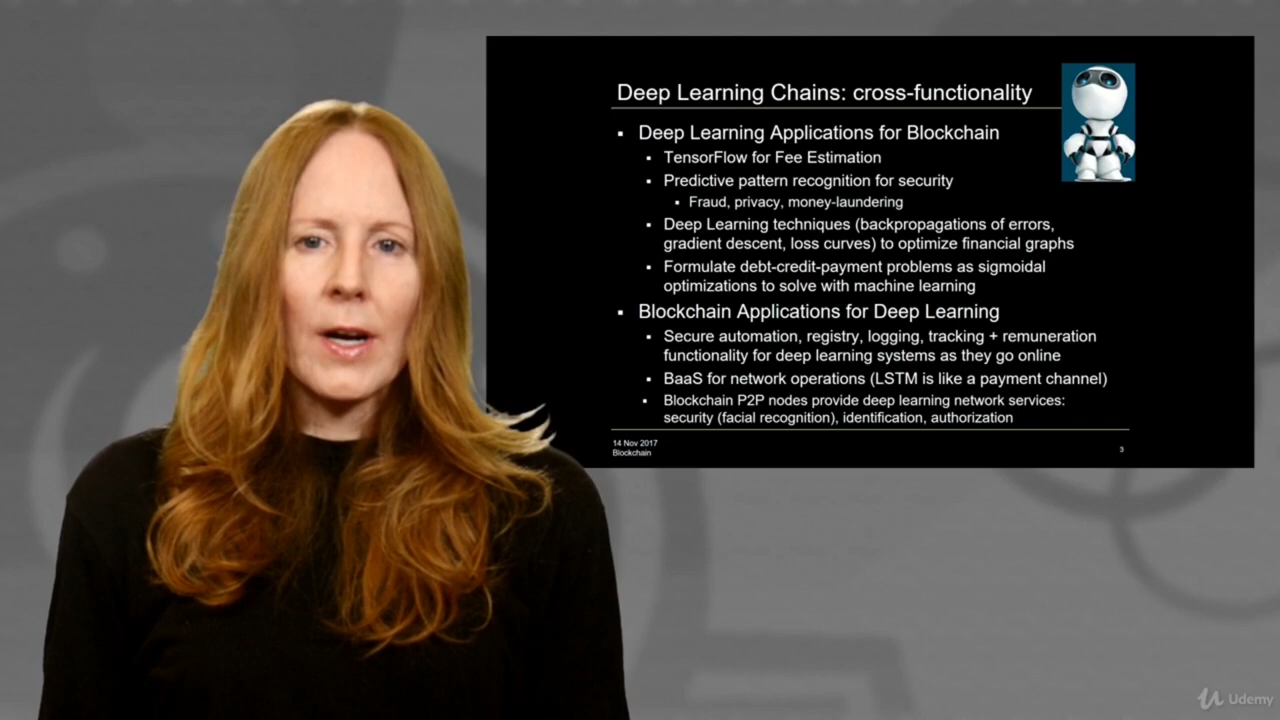 Deep Learning Chains: cross-functionality
Deep Learning Applications for Blockchain
TensorFlow for Fee Estimation
Predictive pattern recognition for security
Fraud, privacy, money-laundering
Deep Learning techniques (backpropagations of errors,
gradient descent, loss curves) to optimize financial graphs
Formulate debt-credit-payment problems as sigmoidal
optimizations to solve with machine learning
Blockchain Applications for Deep Learning
Secure automation, registry, logging, tracking + remuneration
functionality for deep learning systems as they go online
BaaS for network operations (LSTM is like a payment channel)
Blockchain P2P nodes provide deep learning network services:
security (facial recognition), identification, authorization
14 Nov 2017
Blockchain
3
Udemy